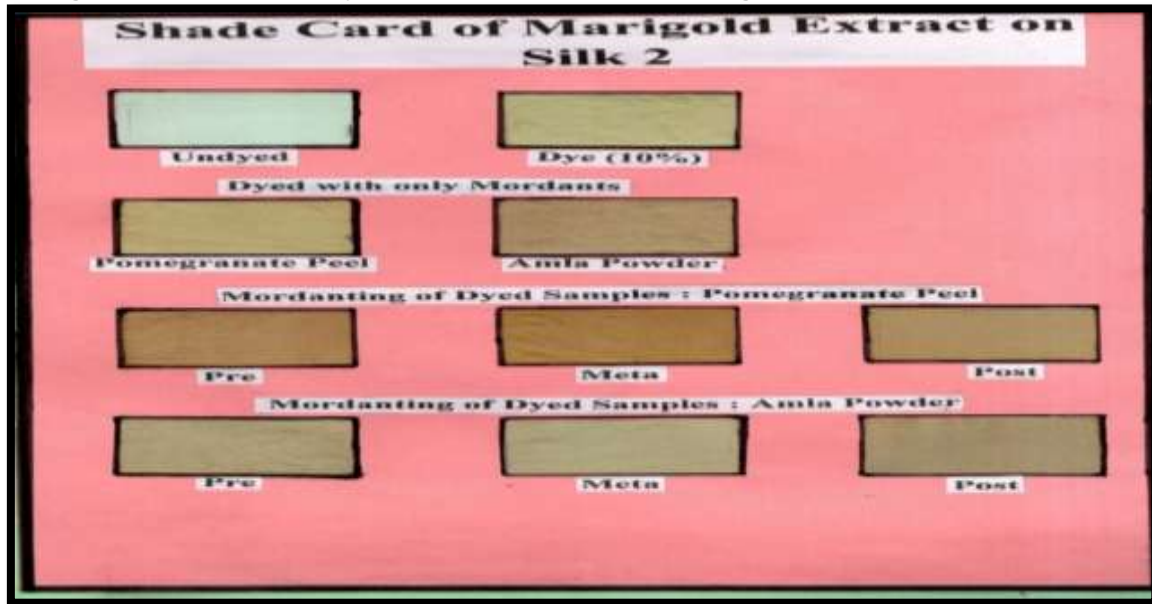 Shade Card of Marigold Extract on
Silk 2
Undyed Dye (10%)
Dyed with only Mordants
Pomegranate Peel Amla Powder
Mordanting of Dyed Samples : Pomegranate Peel
Pre Meta Post
Mordanting of Dyed Samples : Amla Powder
Pre Meta Post